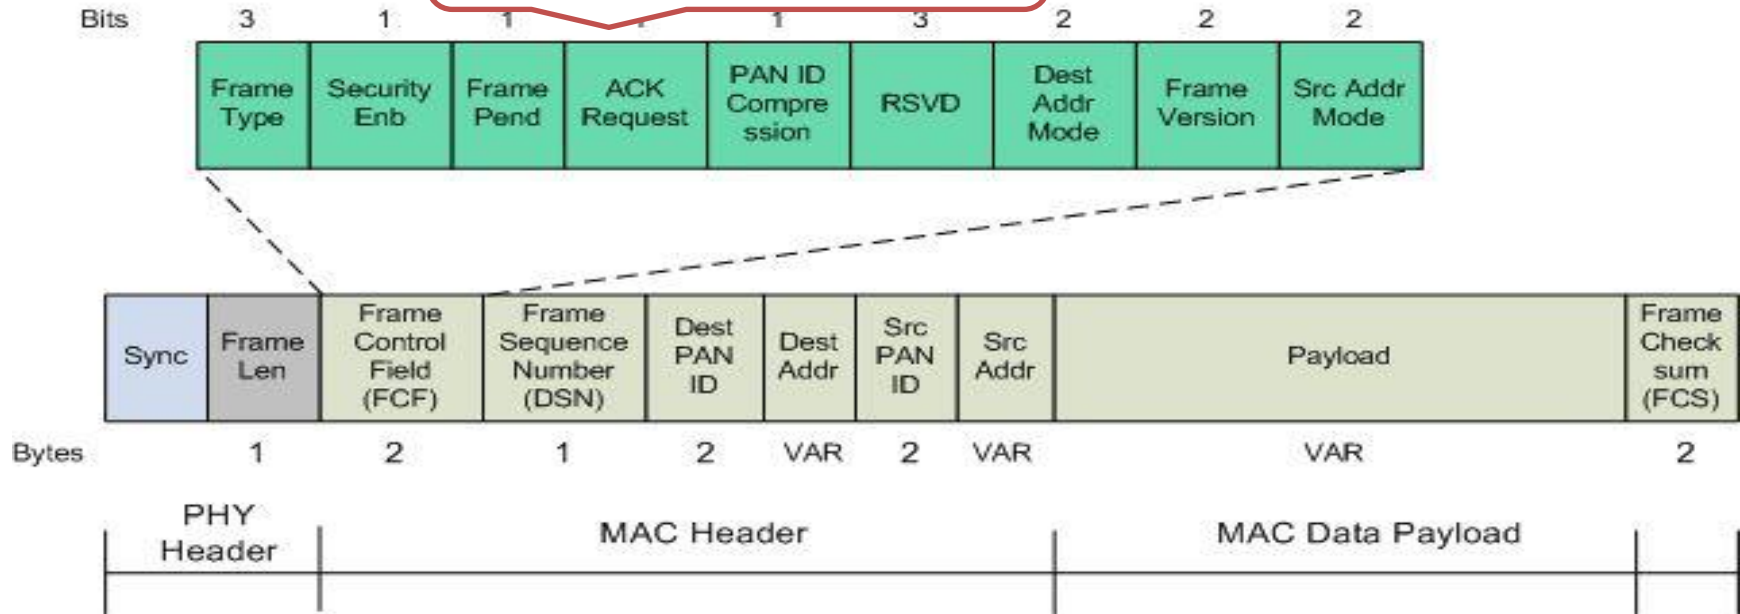 Bits 3 1 1 1 3 2 2 2
Frame Type
Security Enb
Frame Pend
ACK Request
PAN ID Compre ssion
RSVD
Dest Addr Mode
Frame Version
Src Addr Mode
Sync
Frame Len
Frame Control Field (FCF)
Frame Sequence Number (DSN)
Dest PAN ID
Dest Addr
Src PAN ID
Src Addr
Payload
Frame Check sum (FCS)
Bytes 1 2 1 2 VAR 2 VAR VAR 2
PHY Header
MAC Header
MAC Data Payload